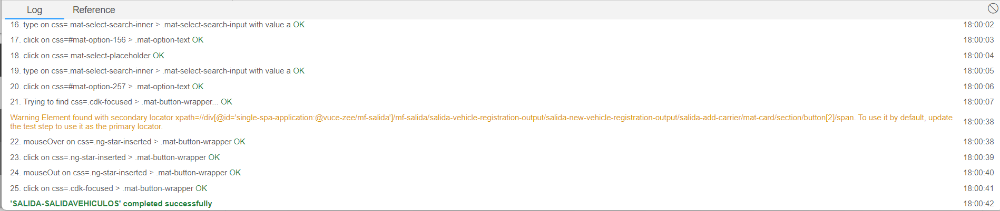 Log Reference
16. type on css=.mat-select-search-inner > .mat-select-search-input with value a OK 18:00:02
17. click on css=#mat-option-156 > .mat-option-text OK 18:00:03
18. click on css=.mat-select-placeholder OK 18:00:04
19. type on css=.mat-select-search-inner > .mat-select-search-input with value a OK 18:00:05
20. click on css=#mat-option-257 > .mat-option-text OK 18:00:06
21. Trying to find css=.cdk-focused > .mat-button-wrapper... OK 18:00:07
Warning Element found with secondary locator xpath=//div[@id='single-spa-application:@vuce-zee/mf-salida']/mf-salida/salida-vehicle-registration-output/salida-new-vehicle-registration-output/salida-add-carrier/mat-card/section/button[2]/span. To use it by default, update
the test step to use it as the primary locator. 18:00:38
22. mouseOver on css=.ng-star-inserted > .mat-button-wrapper OK 18:00:38
23. click on css=.ng-star-inserted > .mat-button-wrapper OK 18:00:39
24. mouseOut on css=.ng-star-inserted > .mat-button-wrapper OK 18:00:40
25. click on css=.cdk-focused > .mat-button-wrapper OK 18:00:41
'SALIDA-SALIDAVEHICULOS' completed successfully 18:00:42